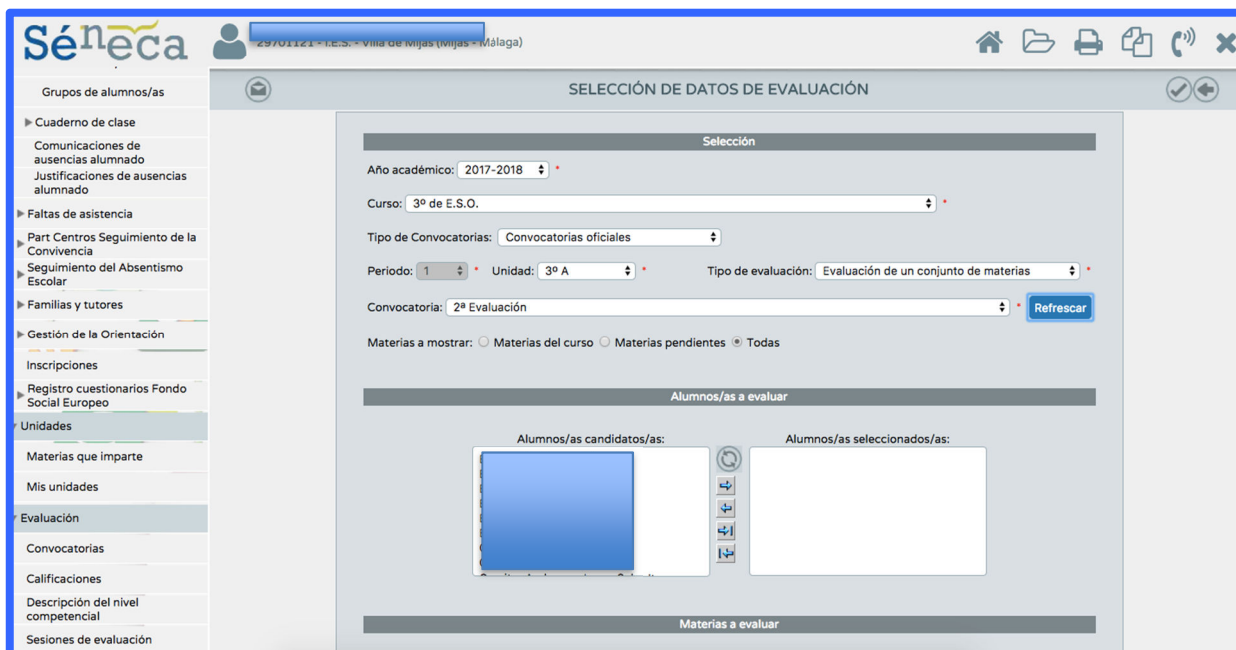 Séneca
29701121 - I.E.S. - Villa de Mijas (Mijas - Málaga)
Grupos de alumnos/as
Cuaderno de clase
Comunicaciones de
ausencias alumnado
Justificaciones de ausencias
alumnado
Faltas de asistencia
Part Centros Seguimiento de la
Convivencia
Seguimiento del Absentismo
Escolar
Familias y tutores
Gestión de la Orientación
Inscripciones
Registro cuestionarios Fondo
Social Europeo
Unidades
Materias que imparte
Mis unidades
Evaluación
Convocatorias
Calificaciones
Descripción del nivel
competencial
Sesiones de evaluación
SELECCIÓN DE DATOS DE EVALUACIÓN
Selección
Año académico: 2017-2018 *
Curso: 3º de E.S.O. *
Tipo de Convocatorias: Convocatorias oficiales
Periodo: 1 * Unidad: 3º A * Tipo de evaluación: Evaluación de un conjunto de materias *
Convocatoria: 2ª Evaluación * Refrescar
Materias a mostrar: Materias del curso Materias pendientes Todas
Alumnos/as a evaluar
Alumnos/as candidatos/as: Alumnos/as seleccionados/as:
Materias a evaluar